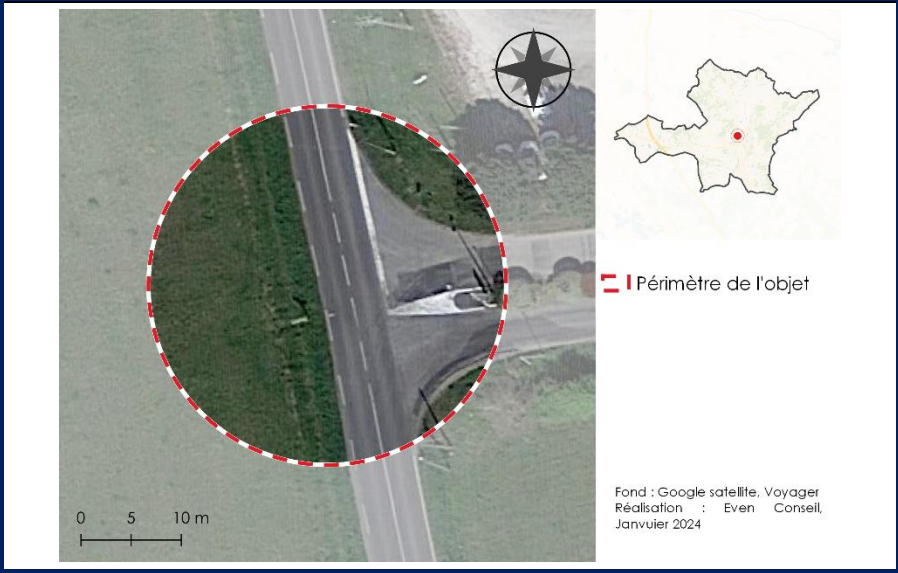 Périmètre de l'objet
0 5 10 m
Fond : Google satellite, Voyager
Réalisation : Even Conseil,
Janvuier 2024